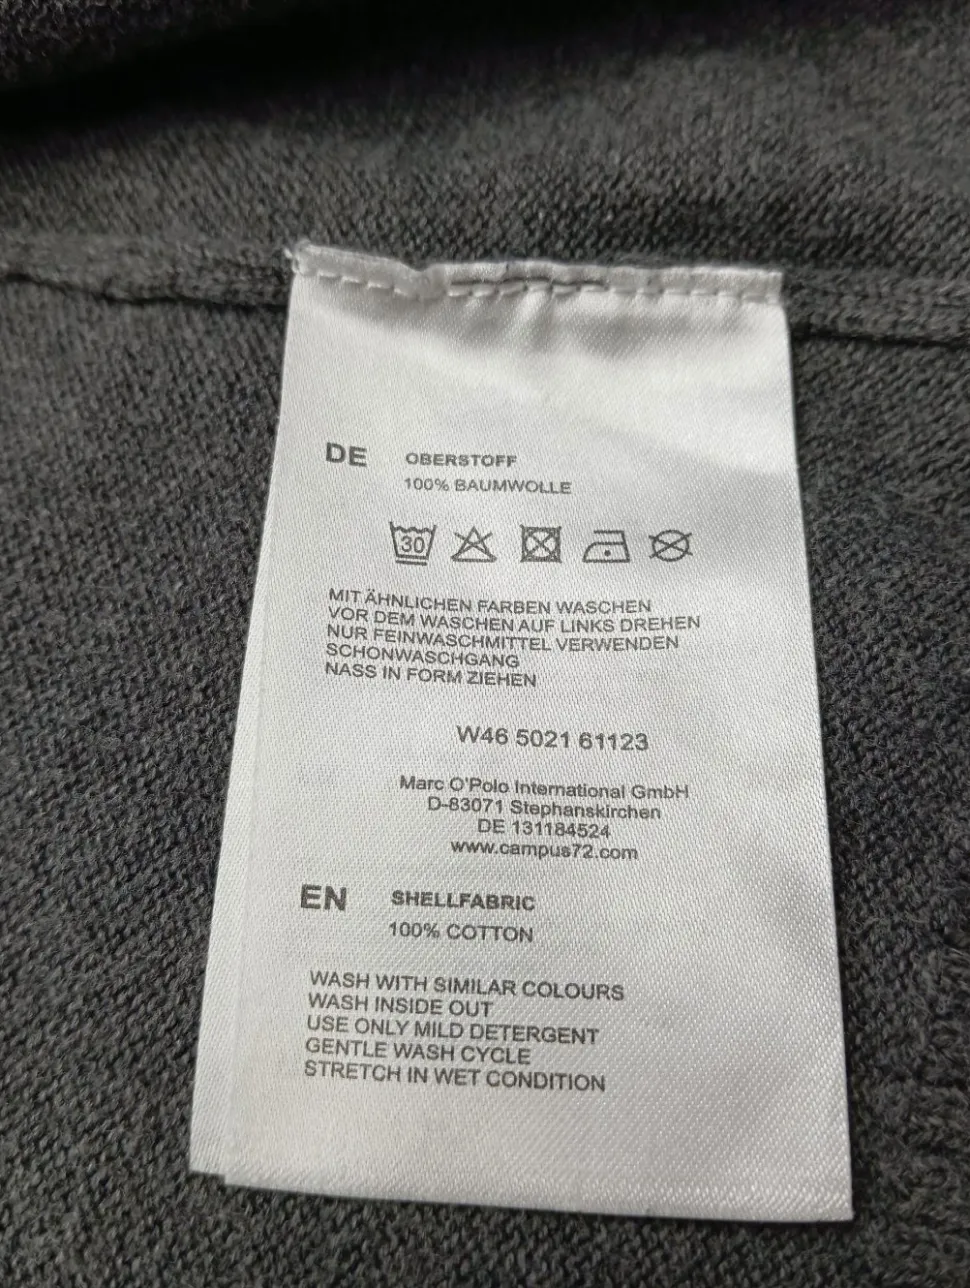 DE OBERSTOFF
100% BAUMWOLLE
30
MIT ÄHNLICHEN FARBEN WASCHEN
VOR DEM WASCHEN AUF LINKS DREHEN
NUR FEINWASCHMITTEL VERWENDEN
SCHONWASCHGANG
NASS IN FORM ZIEHEN
W46 5021 61123
Marc O'Polo International GmbH
D-83071 Stephanskirchen
DE 131184524
www.campus72.com
EN SHELLFABRIC
100% COTTON
WASH WITH SIMILAR COLOURS
WASH INSIDE OUT
USE ONLY MILD DETERGENT
GENTLE WASH CYCLE
STRETCH IN WET CONDITION